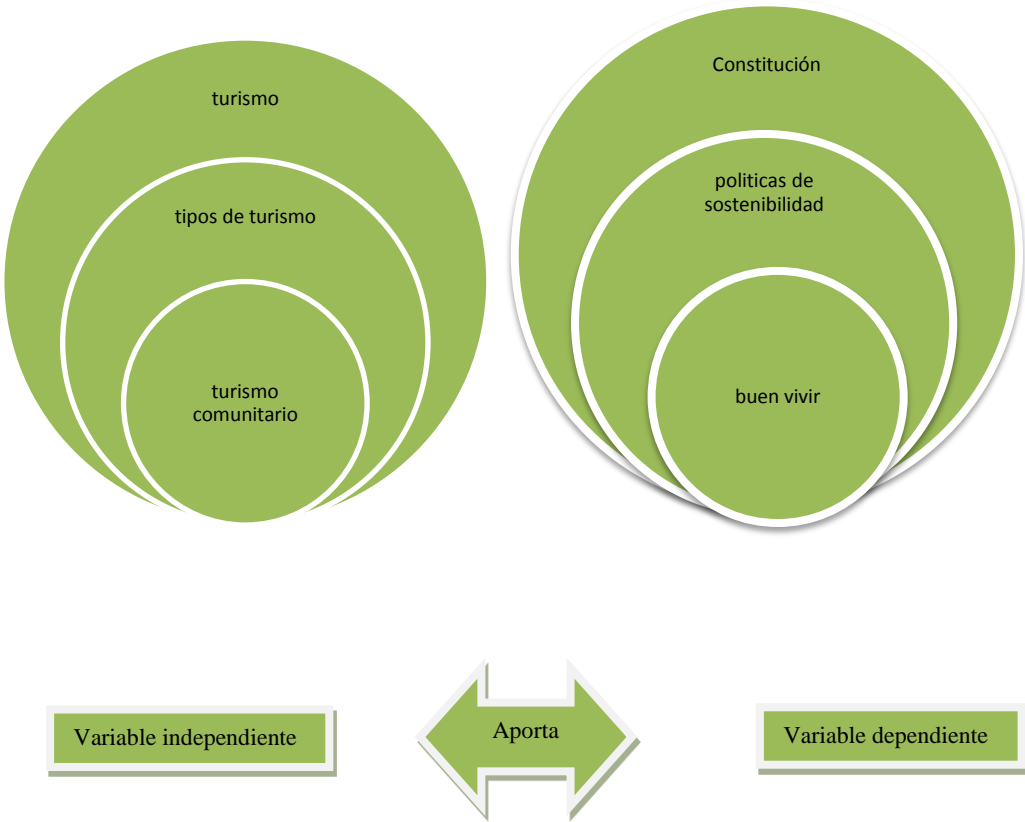 turismo
tipos de turismo
turismo
comunitario
Constitución
politicas de
sostenibilidad
buen vivir
Variable independiente
Aporta
Variable dependiente